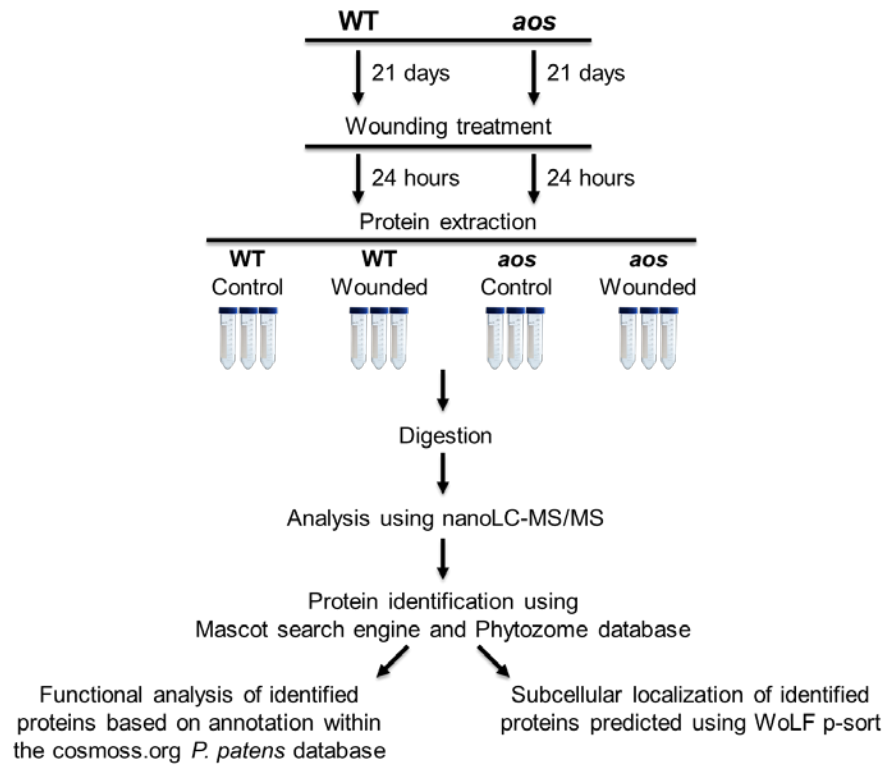 WT aos
21 days 21 days
Wounding treatment
24 hours 24 hours
Protein extraction
WT WT aos aos
Control Wounded Control Wounded
Digestion
Analysis using nanoLC-MS/MS
Protein identification using
Mascot search engine and Phytozome database
Functional analysis of identified
proteins based on annotation within
the cosmoss.org P. patens database
Subcellular localization of identified
proteins predicted using WoLF p-sort